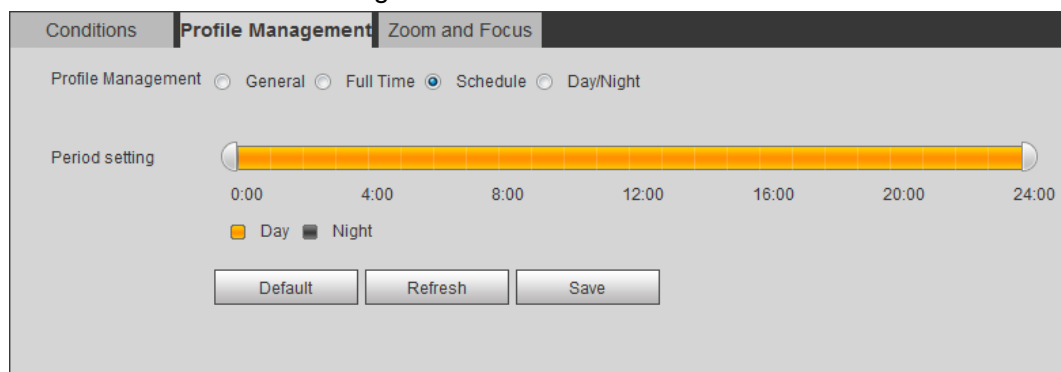 Conditions Profile Management Zoom and Focus
Profile Management General Full Time Schedule Day/Night
Period setting
0:00 4:00 8:00 12:00 16:00 20:00 24:00
Day Night
Default Refresh Save